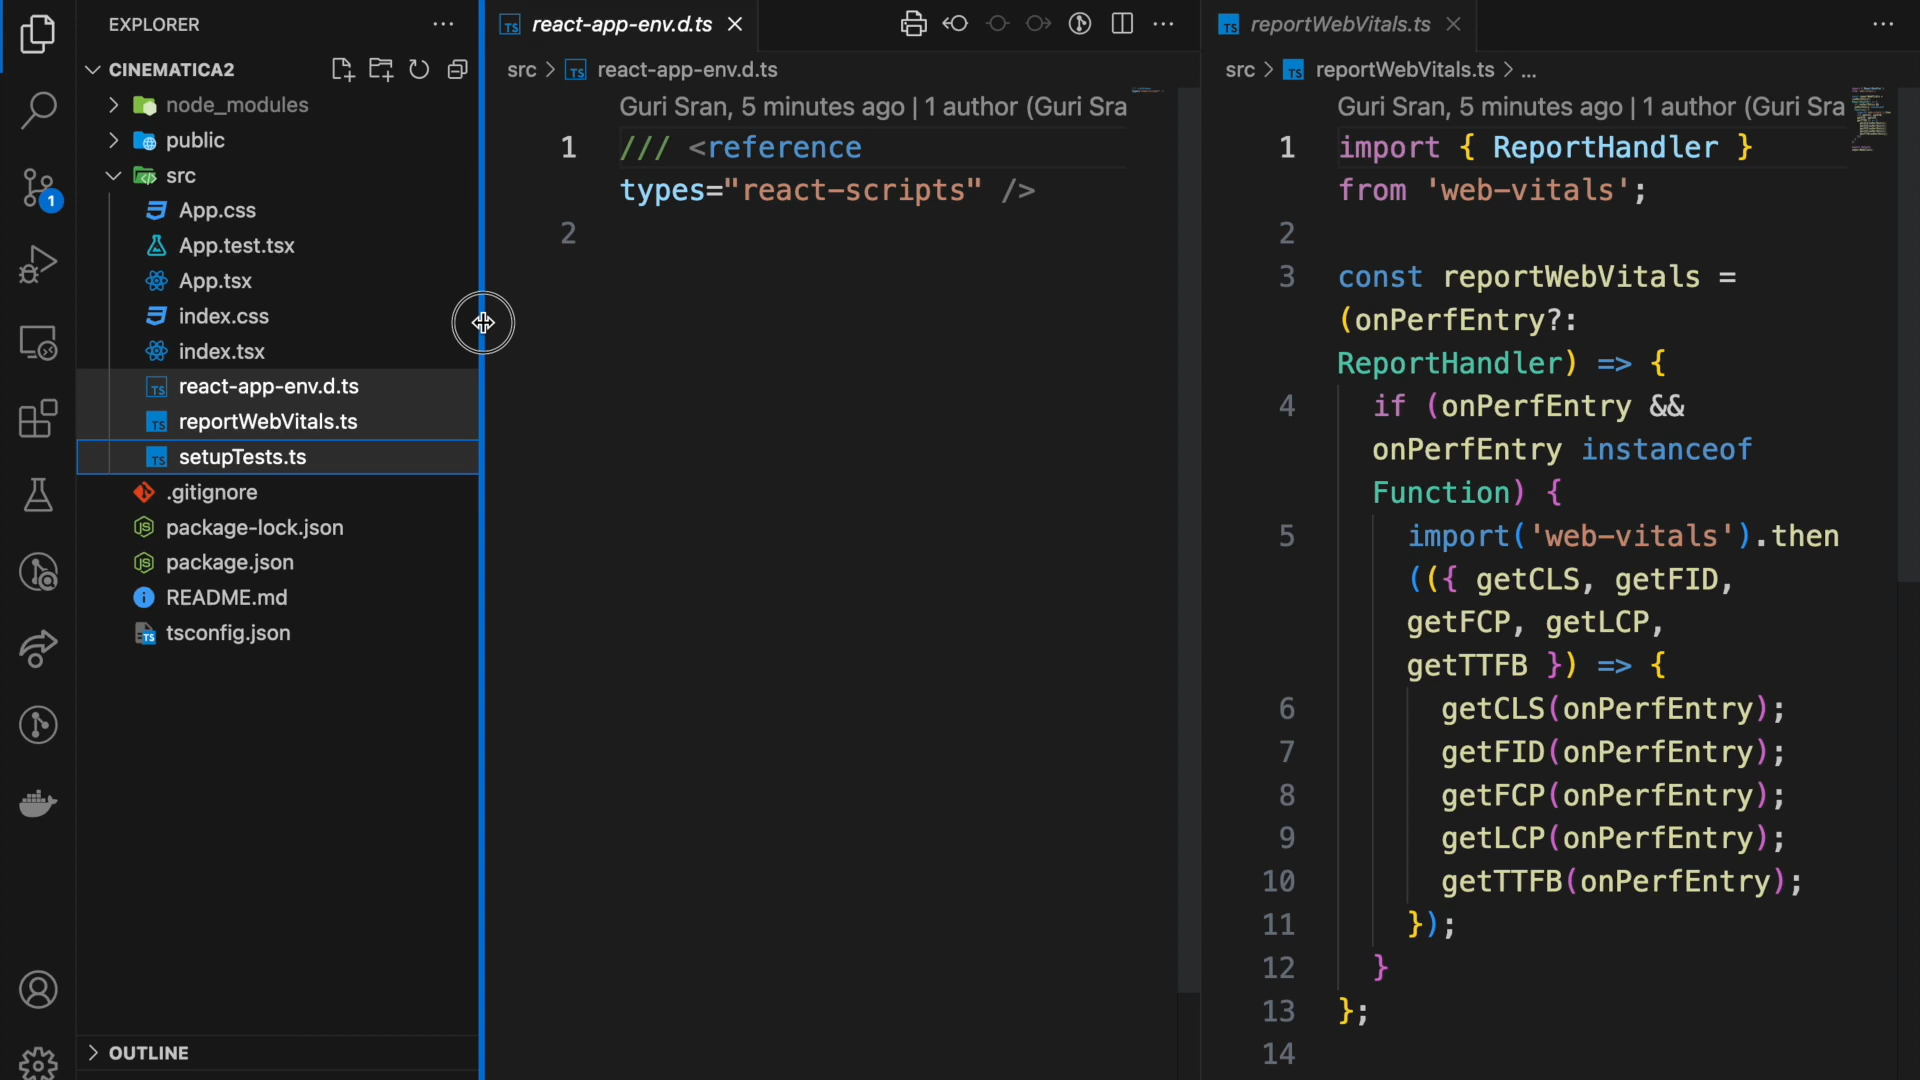 EXPLORER
CINEMATICA2
node_modules
public
src
App.css
App.test.tsx
App.tsx
index.css
index.tsx
react-app-env.d.ts
reportWebVitals.ts
setupTests.ts
.gitignore
package-lock.json
package.json
README.md
tsconfig.json
OUTLINE
1
react-app-env.d.ts
src > react-app-env.d.ts
Guri Sran, 5 minutes ago | 1 author (Guri Sra
1 /// <reference
types="react-scripts" />
2
reportWebVitals.ts
src > reportWebVitals.ts > ...
Guri Sran, 5 minutes ago | 1 author (Guri Sra
1 import { ReportHandler }
from 'web-vitals';
2
3 const reportWebVitals =
(onPerfEntry?:
ReportHandler) => {
4 if (onPerfEntry &&
onPerfEntry instanceof
Function) {
5 import('web-vitals').then
(({ getCLS, getFID,
getFCP, getLCP,
getTTFB }) => {
6 getCLS(onPerfEntry);
7 getFID(onPerfEntry);
8 getFCP(onPerfEntry);
9 getLCP(onPerfEntry);
10 getTTFB(onPerfEntry);
11 });
12 }
13 };
14